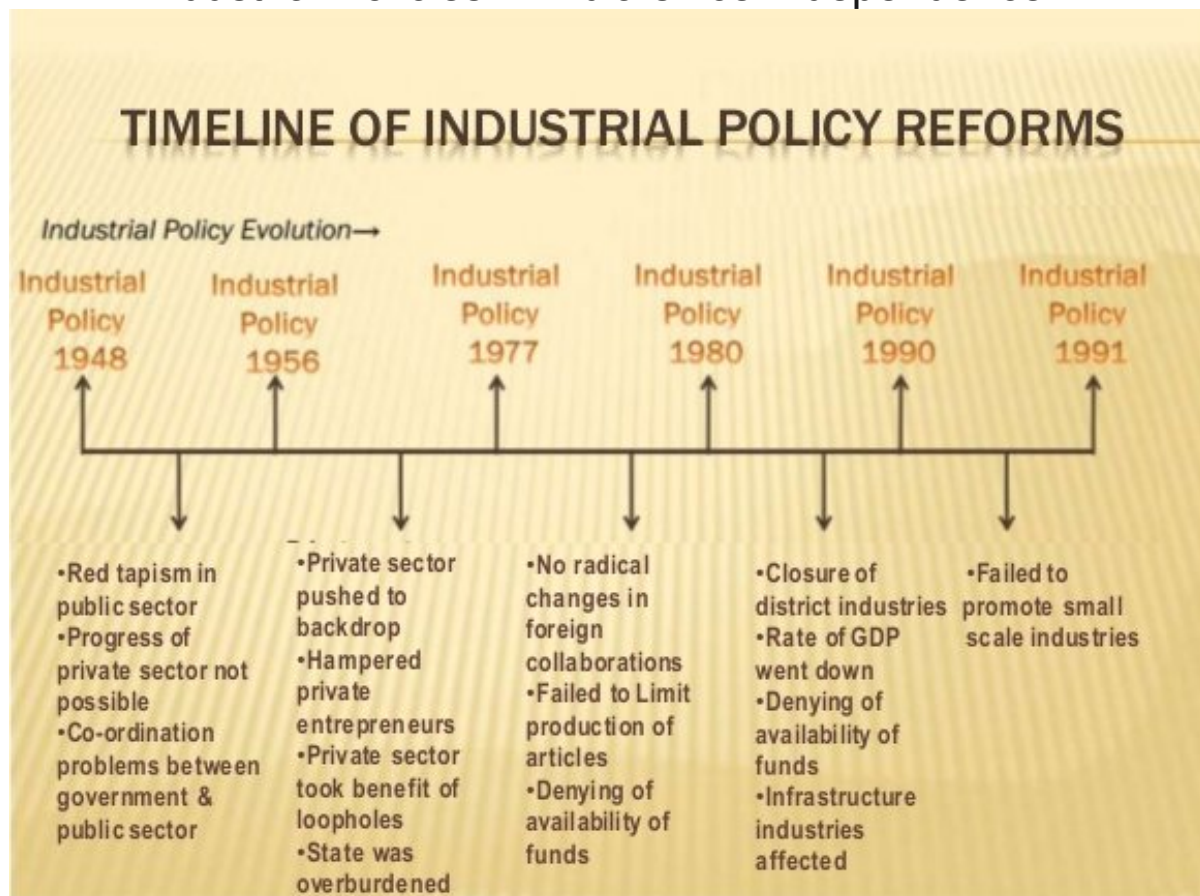 TIMELINE OF INDUSTRIAL POLICY REFORMS
Industrial Policy Evolution→
Industrial
Policy
1948
Industrial
Policy
1956
Industrial
Policy
1977
Industrial
Policy
1980
Industrial
Policy
1990
Industrial
Policy
1991
•Red tapism in
public sector
•Progress of
private sector not
possible
•Co-ordination
problems between
government &
public sector
•Private sector
pushed to
backdrop
•Hampered
private
entrepreneurs
•Private sector
took benefit of
loopholes
•State was
overburdened
•No radical
changes in
foreign
collaborations
•Failed to Limit
production of
articles
•Denying of
availability of
funds
•Closure of
district industries
•Rate of GDP
went down
•Denying of
availability of
funds
•Infrastructure
industries
affected
•Failed to
promote small
scale industries